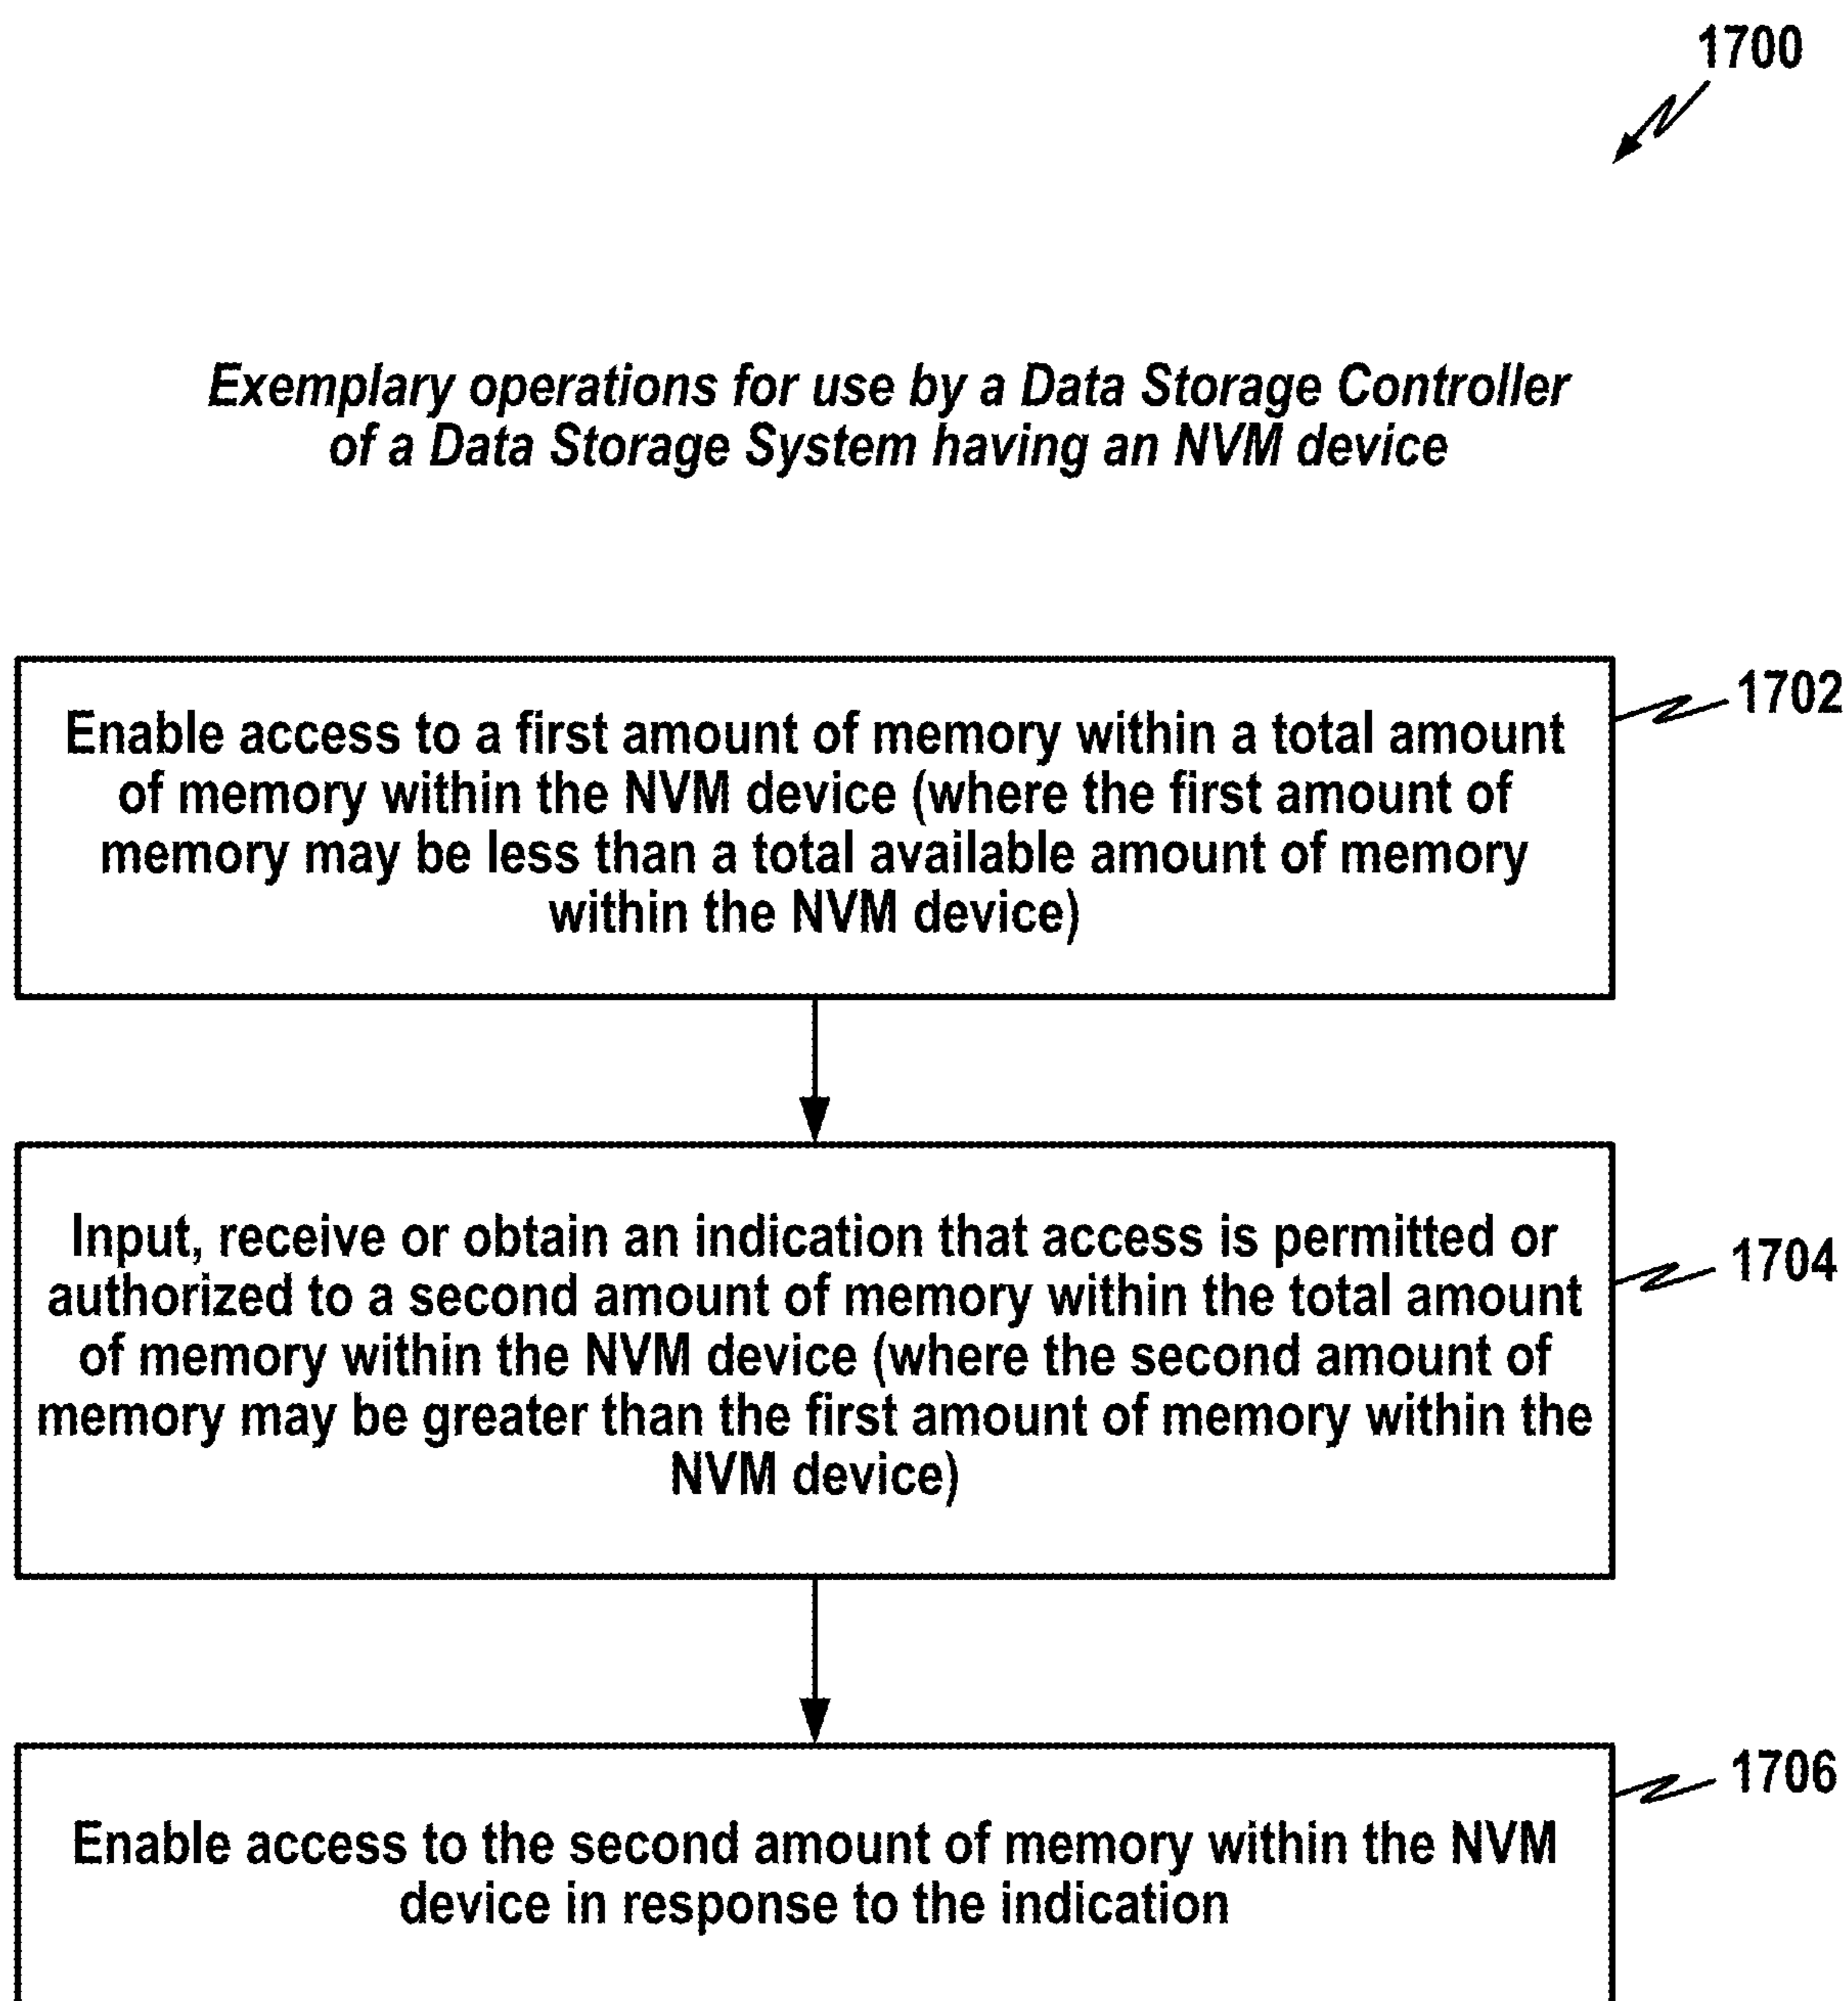 1700
Exemplary operations for use by a Data Storage Controller
of a Data Storage System having an NVM device
1702
Enable access to a first amount of memory within a total amount
of memory within the NVM device (where the first amount of
memory may be less than a total available amount of memory
within the NVM device)
1704
Input, receive or obtain an indication that access is permitted or
authorized to a second amount of memory within the total amount
of memory within the NVM device (where the second amount of
memory may be greater than the first amount of memory within the
NVM device)
1706
Enable access to the second amount of memory within the NVM
device in response to the indication